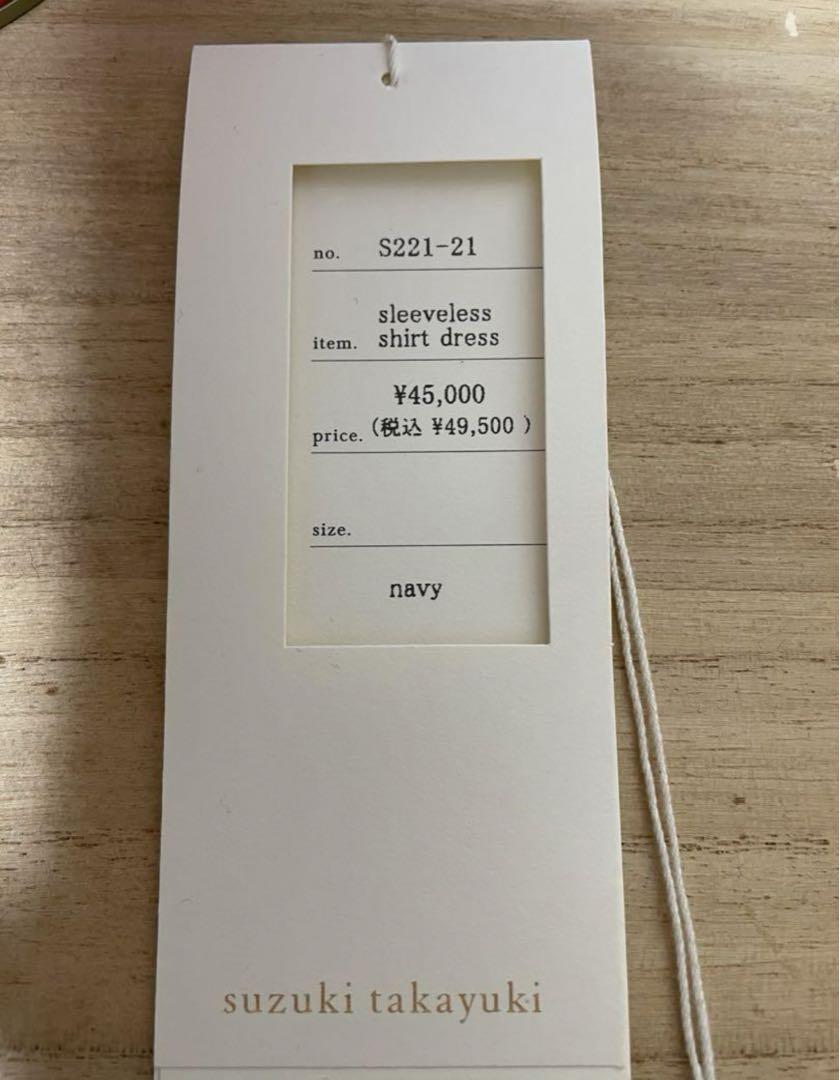 no. S221-21
sleeveless
item. shirt dress
¥45,000
price. (税込 ¥49,500 )
size.
navy
suzuki takayuki